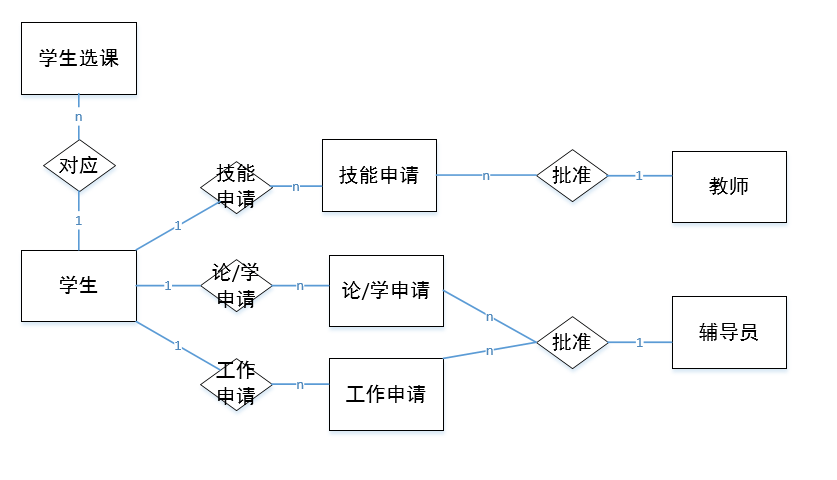 学生选课
n
对应
1
学生
1
技能
申请
n
技能申请
n
批准
1
教师
1
论/学
申请
n
论/学申请
n
1
工作
申请
n
工作申请
n
批准
1
辅导员